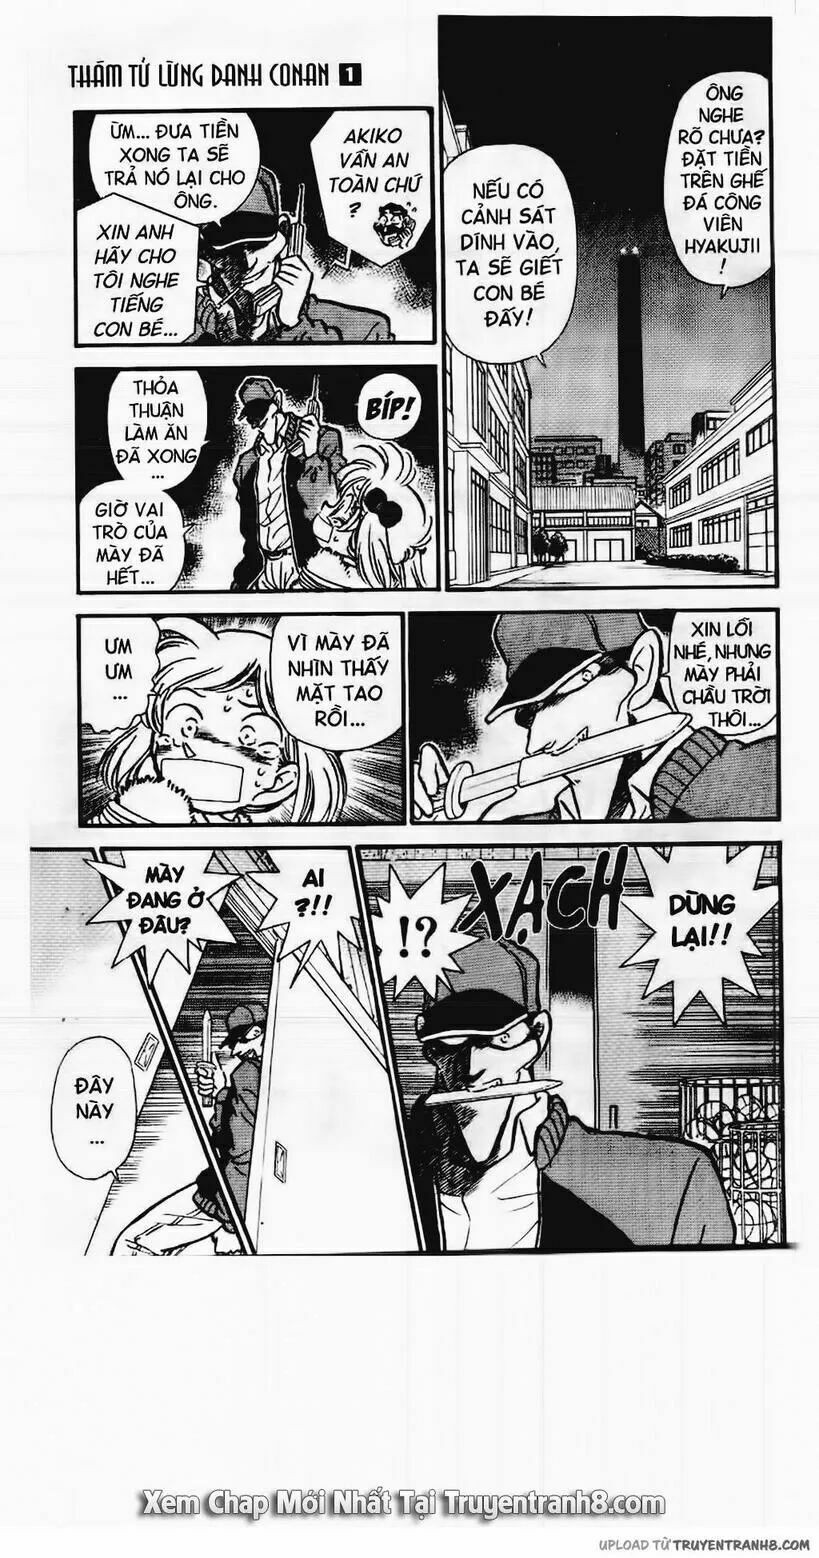 THÁM TỬ LỪNG DANH CONAN 1
ÔNG
NGHE
RÕ CHƯA?
ĐẶT TIỀN
TRÊN GHẾ
ĐÁ CÔNG
VIÊN
HYAKUJII
!
NẾU CÓ
CẢNH SÁT
DÍNH VÀO,
TA SẼ GIẾT
CON BÉ
ĐẤY!
AKIKO
VẪN AN
TOÀN CHỨ
?
ỪM... ĐƯA TIỀN
XONG TA SẼ
TRẢ NÓ LẠI CHO
ÔNG.
XIN ANH
HÃY CHO
TÔI NGHE
TIẾNG
CON BÉ...
BÍP!
THỎA
THUẬN
LÀM ĂN
ĐÃ XONG
...
GIỜ VAI
TRÒ CỦA
MÀY ĐÃ
HẾT...
XIN LỖI
NHÉ, NHƯNG
MÀY PHẢI
CHẦU TRỜI
THÔI...
VÌ MÀY ĐÃ
NHÌN THẤY
MẶT TAO
RỒI...
ƯM
ƯM
...
DỪNG
LẠI!!
XẠCH
!?
AI
?!!
MÀY
ĐANG Ở
ĐÂU?
ĐÂY
NÀY
...
Xem Chap Mới Nhất Tại Truyentranh8.com
UPLOAD TỪ TRUYENTRANH8.COM